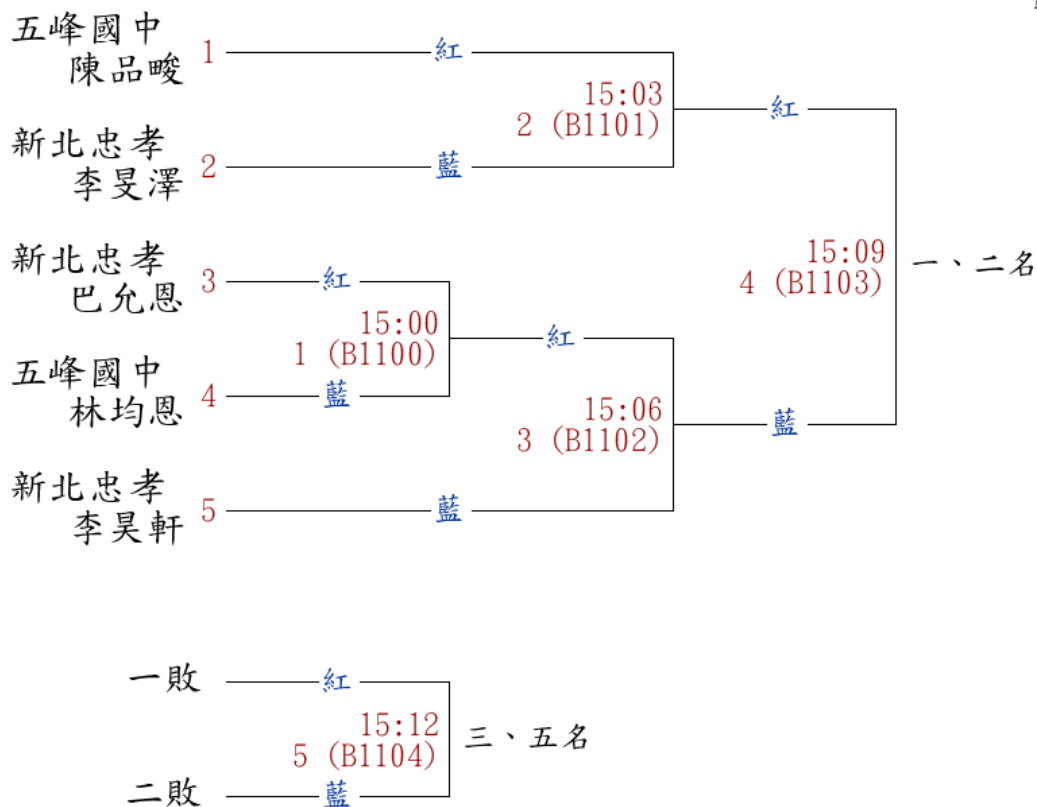 五峰國中
陳品畯
1
紅
15:03
2 (B1101)
紅
新北忠孝
李旻澤
2
藍
新北忠孝
巴允恩
3
紅
15:09
4 (B1103)
一、二名
15:00
1 (B1100)
紅
五峰國中
林均恩
4
藍
15:06
3 (B1102)
藍
新北忠孝
李昊軒
5
藍
一敗
紅
15:12
5 (B1104)
三、五名
二敗
藍